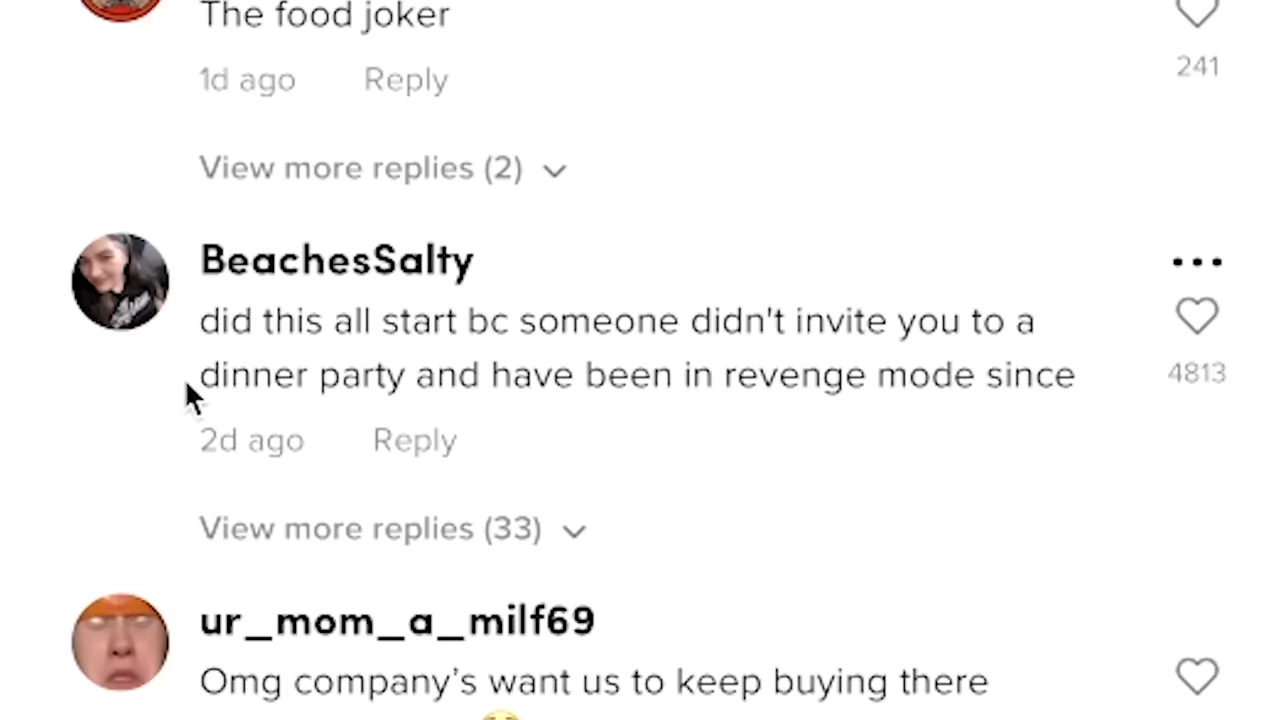 The food joker
241
1d ago Reply
View more replies (2)
BeachesSalty
did this all start bc someone didn't invite you to a
dinner party and have been in revenge mode since
4813
2d ago Reply
View more replies (33)
ur_mom_a_milf69
Omg company’s want us to keep buying there